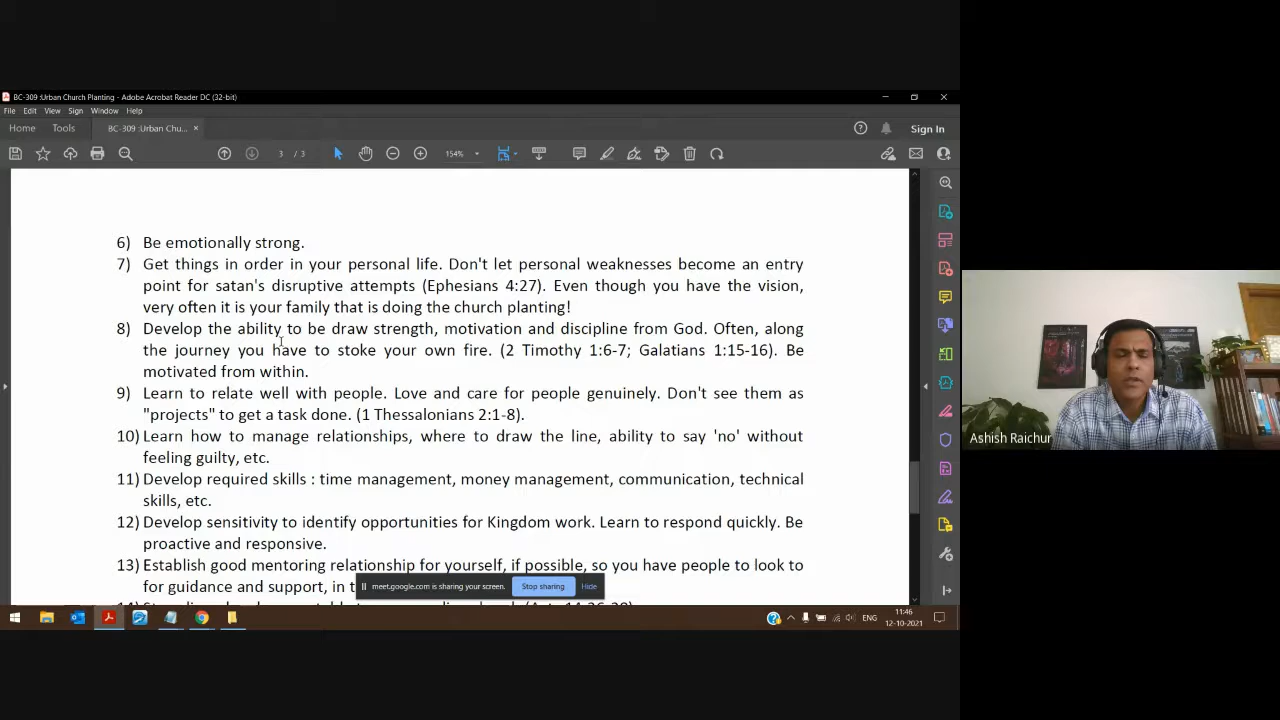 BC-309 :Urban Church Planting - Adobe Acrobat Reader DC (32-bit)
File Edit View Sign Window Help
Home Tools BC-309 :Urban Chu... × Sign In
3 / 3 154%
6) Be emotionally strong.
7) Get things in order in your personal life. Don't let personal weaknesses become an entry
point for satan's disruptive attempts (Ephesians 4:27). Even though you have the vision,
very often it is your family that is doing the church planting!
8) Develop the ability to be draw strength, motivation and discipline from God. Often, along
the journey you have to stoke your own fire. (2 Timothy 1:6-7; Galatians 1:15-16). Be
motivated from within.
9) Learn to relate well with people. Love and care for people genuinely. Don't see them as
"projects" to get a task done. (1 Thessalonians 2:1-8).
10) Learn how to manage relationships, where to draw the line, ability to say 'no' without
feeling guilty, etc.
11) Develop required skills : time management, money management, communication, technical
skills, etc.
12) Develop sensitivity to identify opportunities for Kingdom work. Learn to respond quickly. Be
proactive and responsive.
13) Establish good mentoring relationship for yourself, if possible, so you have people to look to
for guidance and support, in t
meet.google.com is sharing your screen. Stop sharing Hide
ENG 11:46
12-10-2021
Ashish Raichur